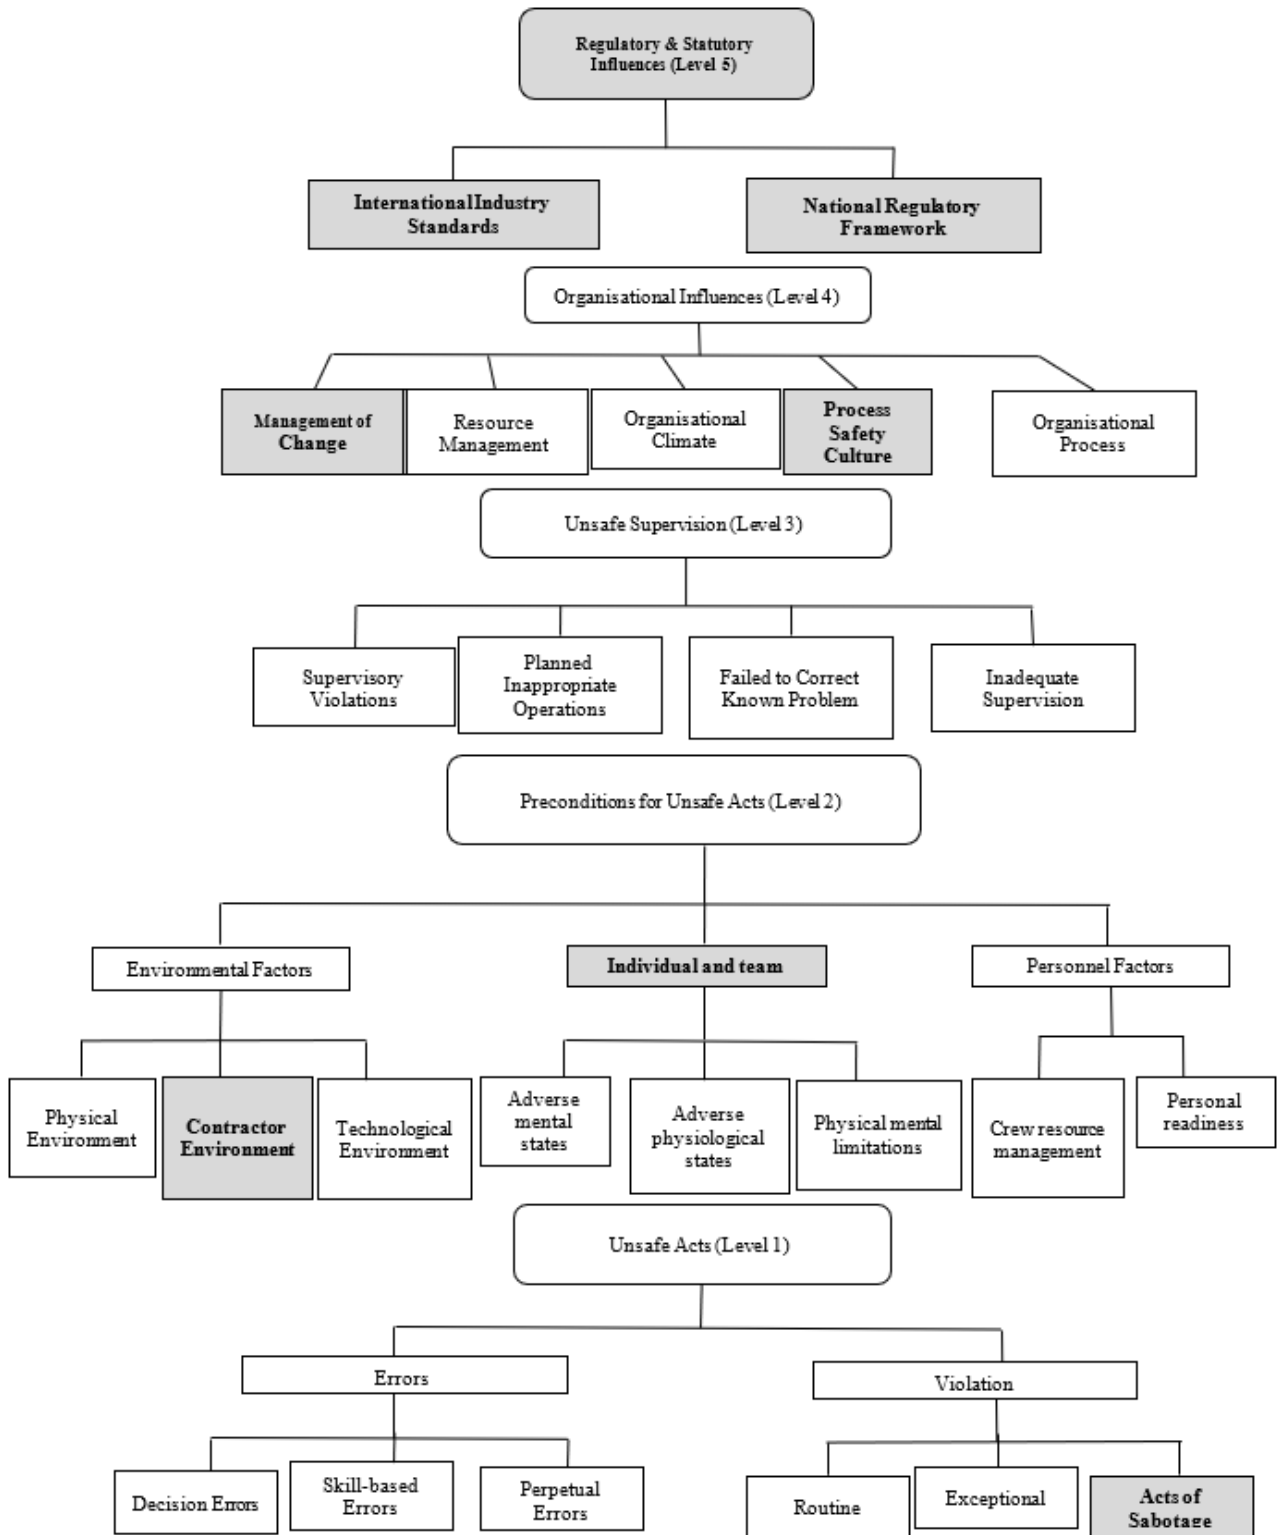 Regulatory & Statutory
Influences (Level 5)
International Industry
Standards
National Regulatory
Framework
Organisational Influences (Level 4)
Management of
Change
Resource
Management
Organisational
Climate
Process
Safety
Culture
Organisational
Process
Unsafe Supervision (Level 3)
Supervisory
Violations
Planned
Inappropriate
Operations
Failed to Correct
Known Problem
Inadequate
Supervision
Preconditions for Unsafe Acts (Level 2)
Environmental Factors
Individual and team
Personnel Factors
Physical
Environment
Contractor
Environment
Technological
Environment
Adverse
mental
states
Adverse
physiological
states
Physical mental
limitations
Crew resource
management
Personal
readiness
Unsafe Acts (Level 1)
Errors
Violation
Decision Errors
Skill-based
Errors
Perpetual
Errors
Routine
Exceptional
Acts of
Sabotage